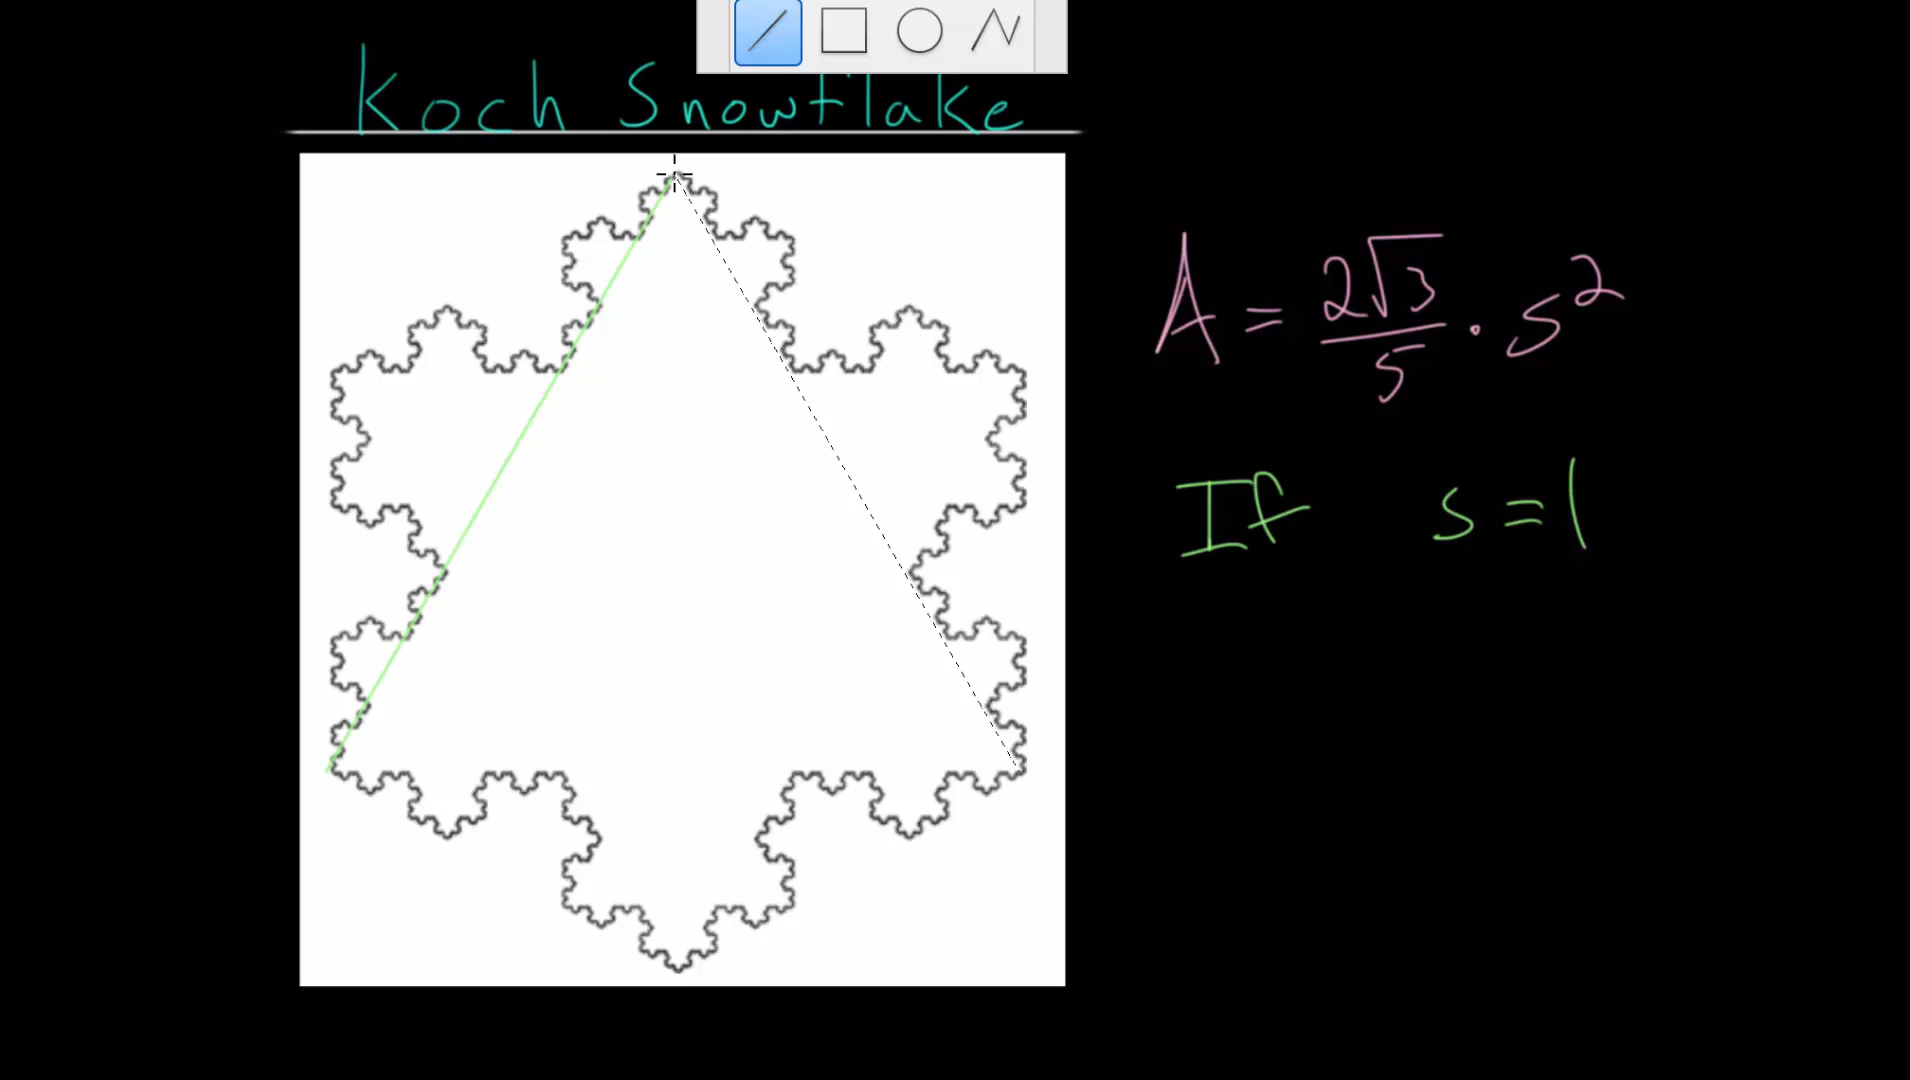 Koch Snowflake
A = 2√3/5 · s²
If s = 1